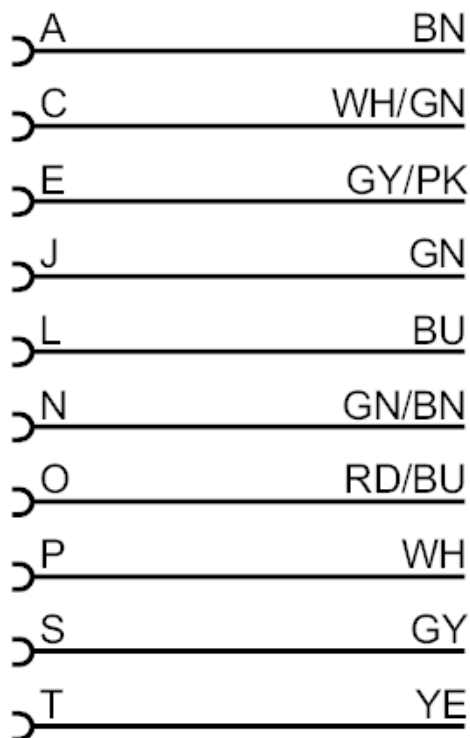 A BN
C WH/GN
E GY/PK
J GN
L BU
N GN/BN
O RD/BU
P WH
S GY
T YE